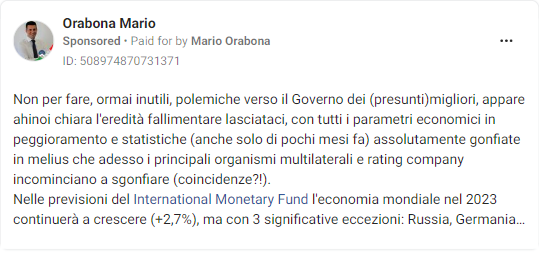 Orabona Mario
Sponsored • Paid for by Mario Orabona
ID: 508974870731371
Non per fare, ormai inutili, polemiche verso il Governo dei (presunti)migliori, appare
ahinoi chiara l'eredità fallimentare lasciataci, con tutti i parametri economici in
peggioramento e statistiche (anche solo di pochi mesi fa) assolutamente gonfiate
in melius che adesso i principali organismi multilaterali e rating company
incominciano a sgonfiare (coincidenze?!).
Nelle previsioni del International Monetary Fund l'economia mondiale nel 2023
continuerà a crescere (+2,7%), ma con 3 significative eccezioni: Russia, Germania...